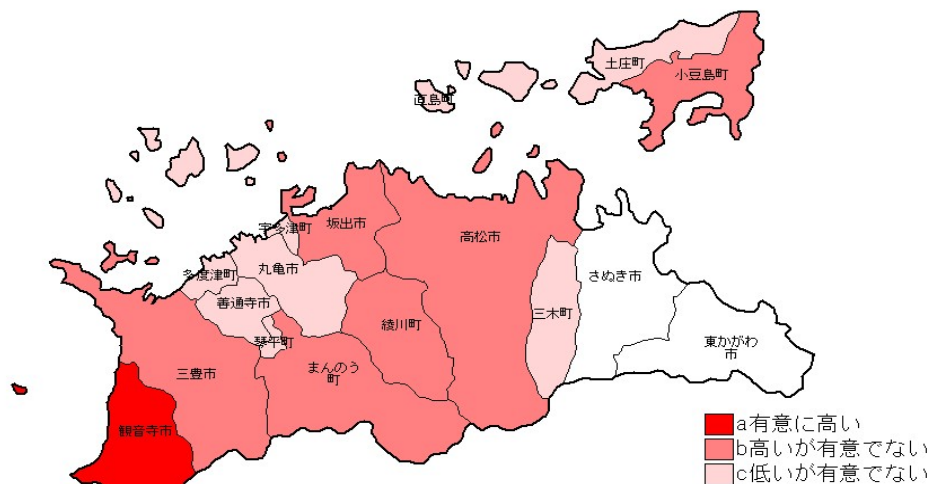 土庄町
小豆島町
直島町
宇多津町
坂出市
高松市
多度津町
丸亀市
さぬき市
善通寺市
三木町
綾川町
琴平町
東かがわ
市
まんのう
町
三豊市
観音寺市
a有意に高い
b高いが有意でない
c低いが有意でない